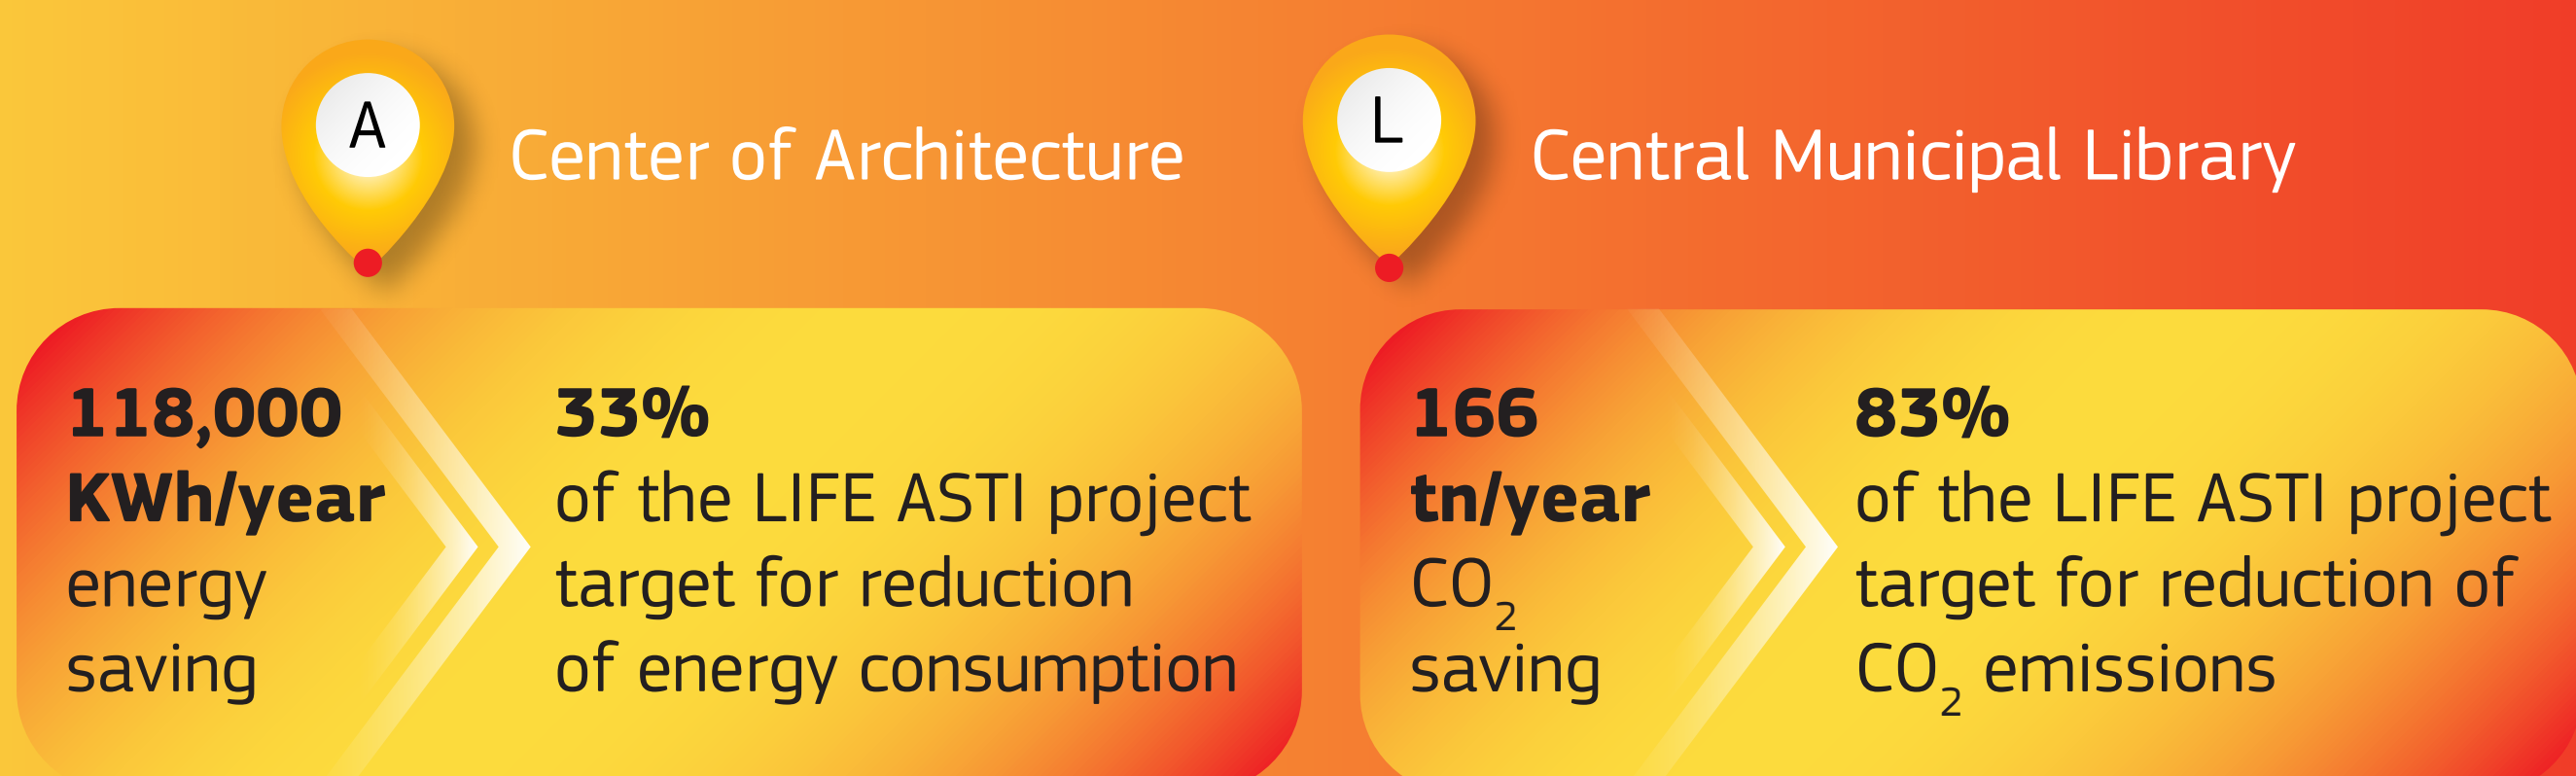 A
Center of Architecture
L
Central Municipal Library
118,000
KWh/year
energy
saving
33%
of the LIFE ASTI project
target for reduction
of energy consumption
166
tn/year
CO₂
saving
83%
of the LIFE ASTI project
target for reduction of
CO₂ emissions